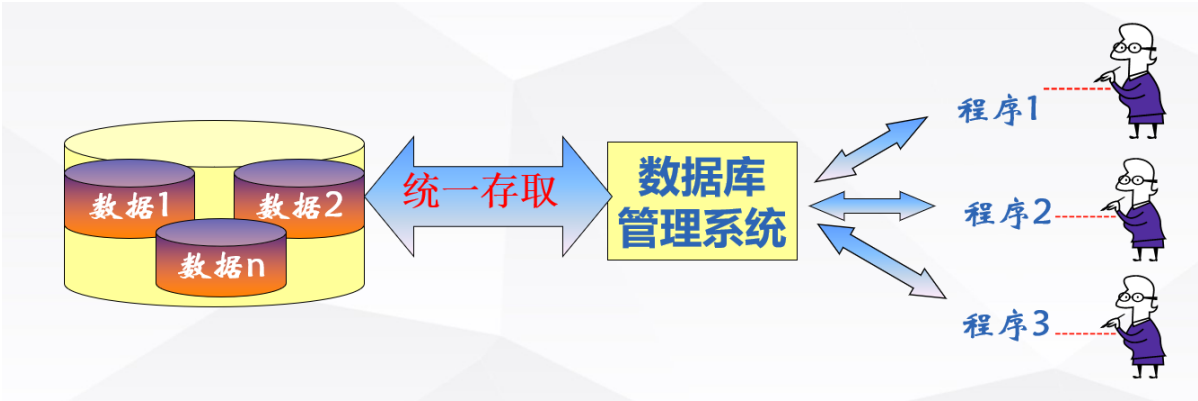 数据1
数据2
数据n
统一存取
数据库
管理系统
程序1
程序2
程序3